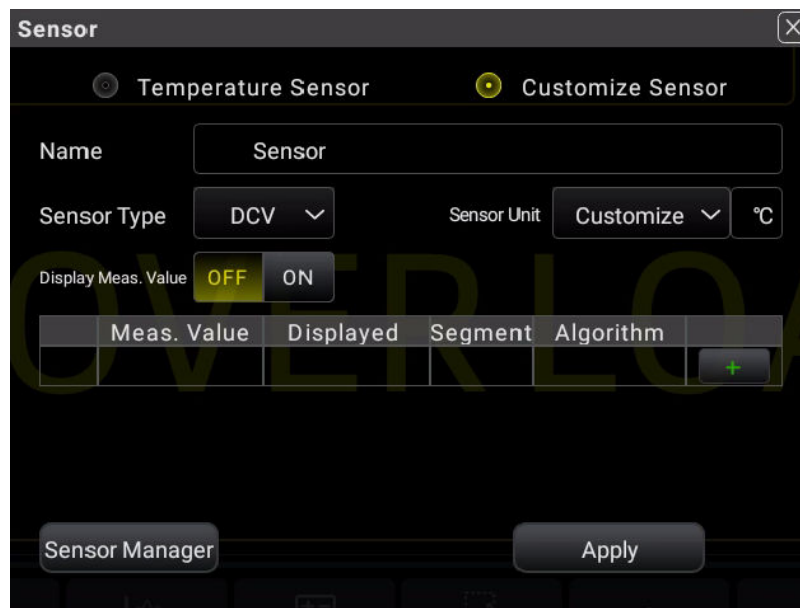 Sensor
Temperature Sensor Customize Sensor
Name Sensor
Sensor Type DCV Sensor Unit Customize ℃
Display Meas. Value OFF ON
OVERLOA
Meas. Value Displayed Segment Algorithm
+
Sensor Manager Apply